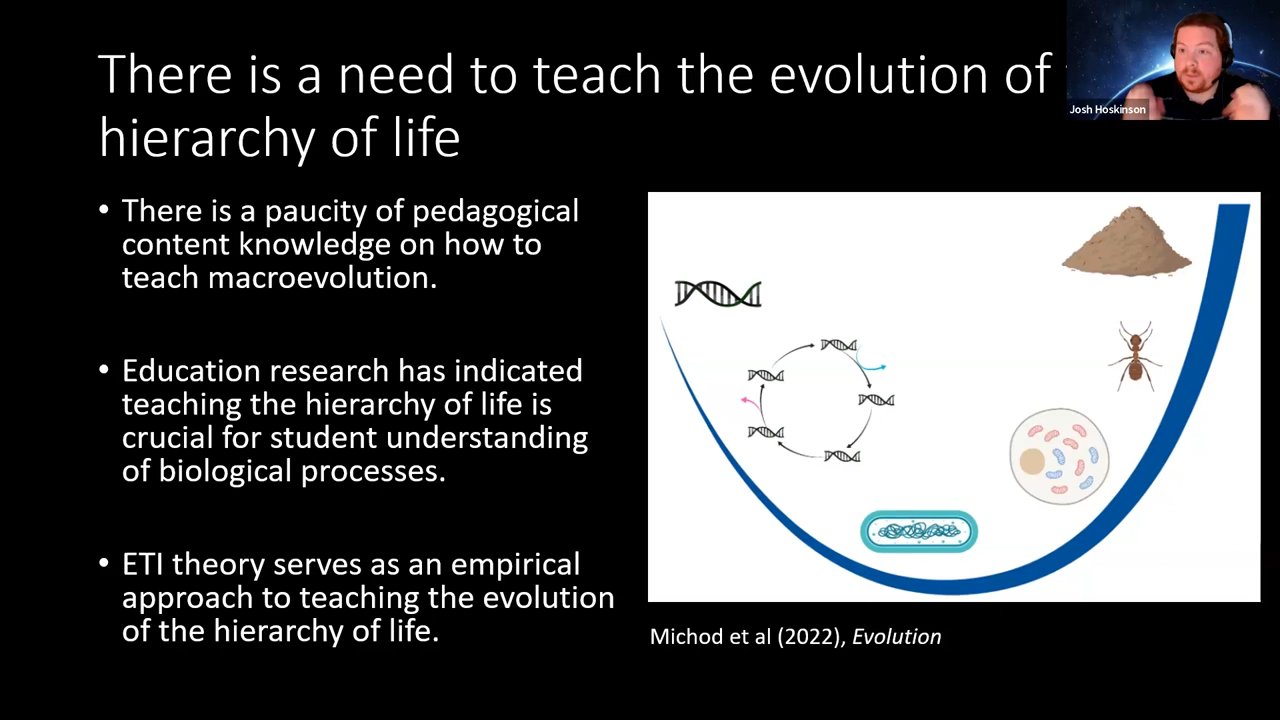 There is a need to teach the evolution of
hierarchy of life
Josh Hoskinson
• There is a paucity of pedagogical
content knowledge on how to
teach macroevolution.
• Education research has indicated
teaching the hierarchy of life is
crucial for student understanding
of biological processes.
• ETI theory serves as an empirical
approach to teaching the evolution
of the hierarchy of life.
Michod et al (2022), Evolution